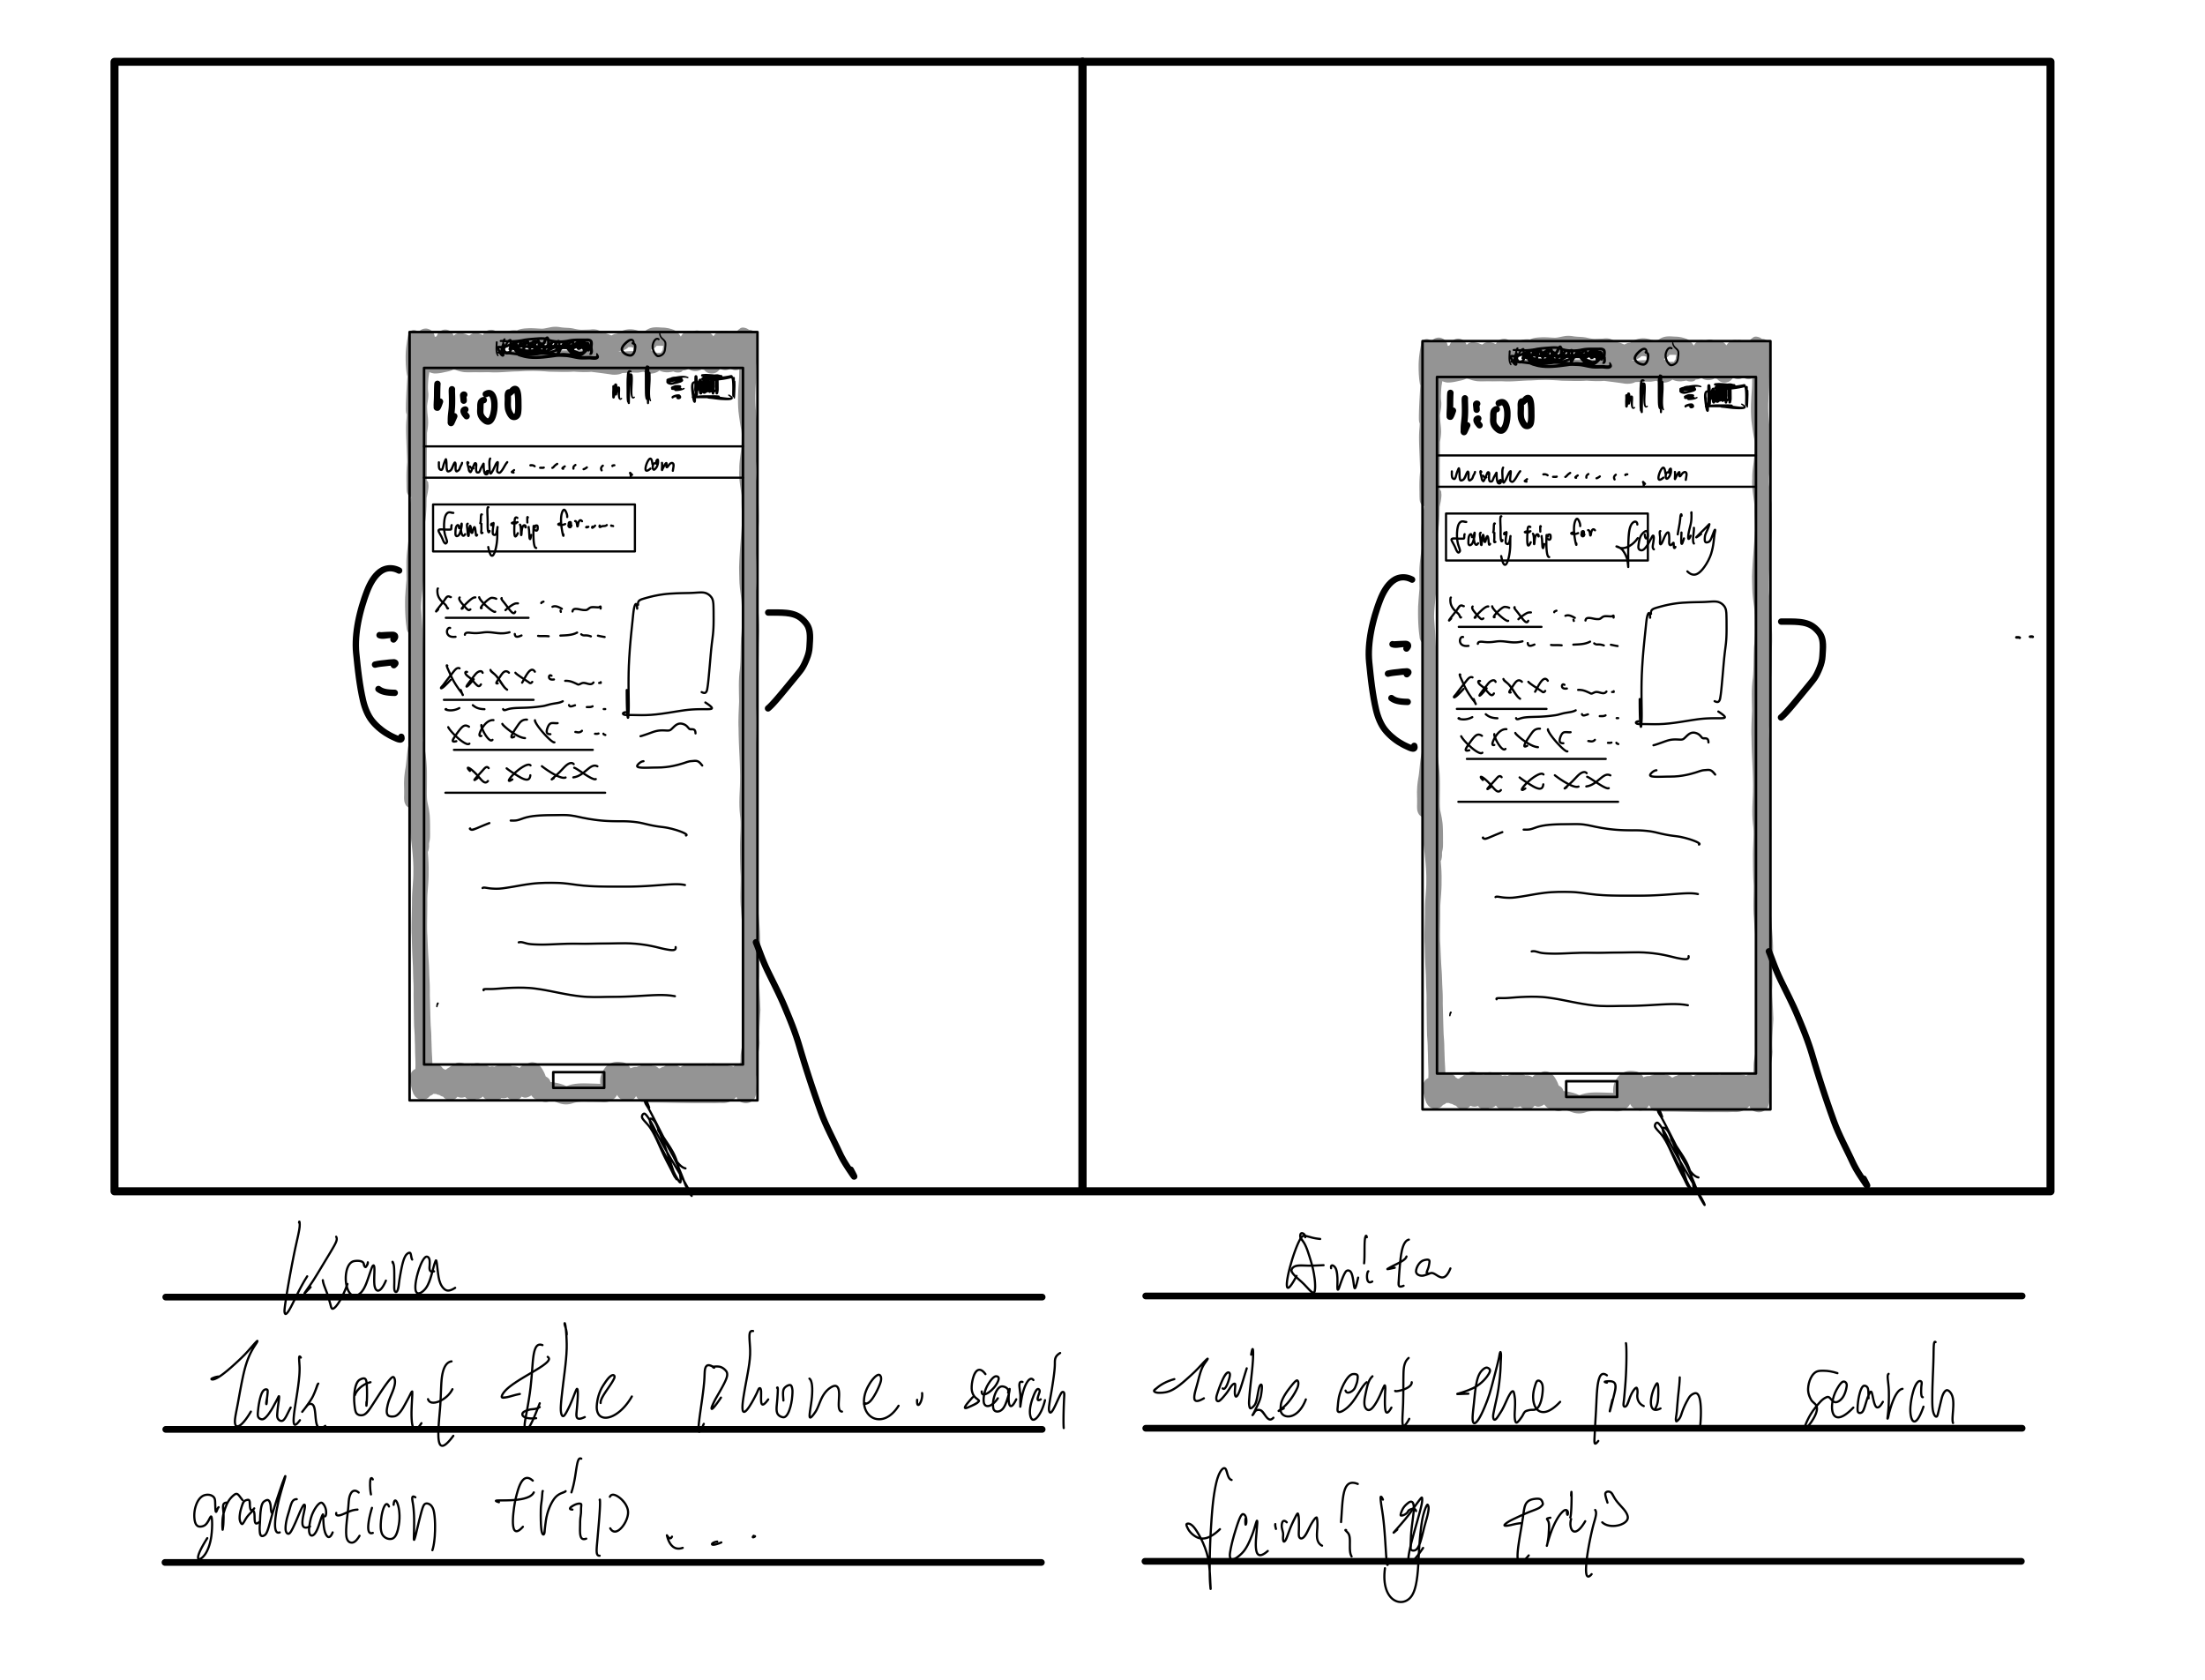 11:00
www. ........ .com
family trip for.....
xxxx
xxxx
xxxx
xxxx
11:00
www. ........ .com
family trip for family
xxxx
xxxx
xxxx
xxxx
Kara
Tak out the phone. search
graduation trip...
Anita
take out the phon search
family trip